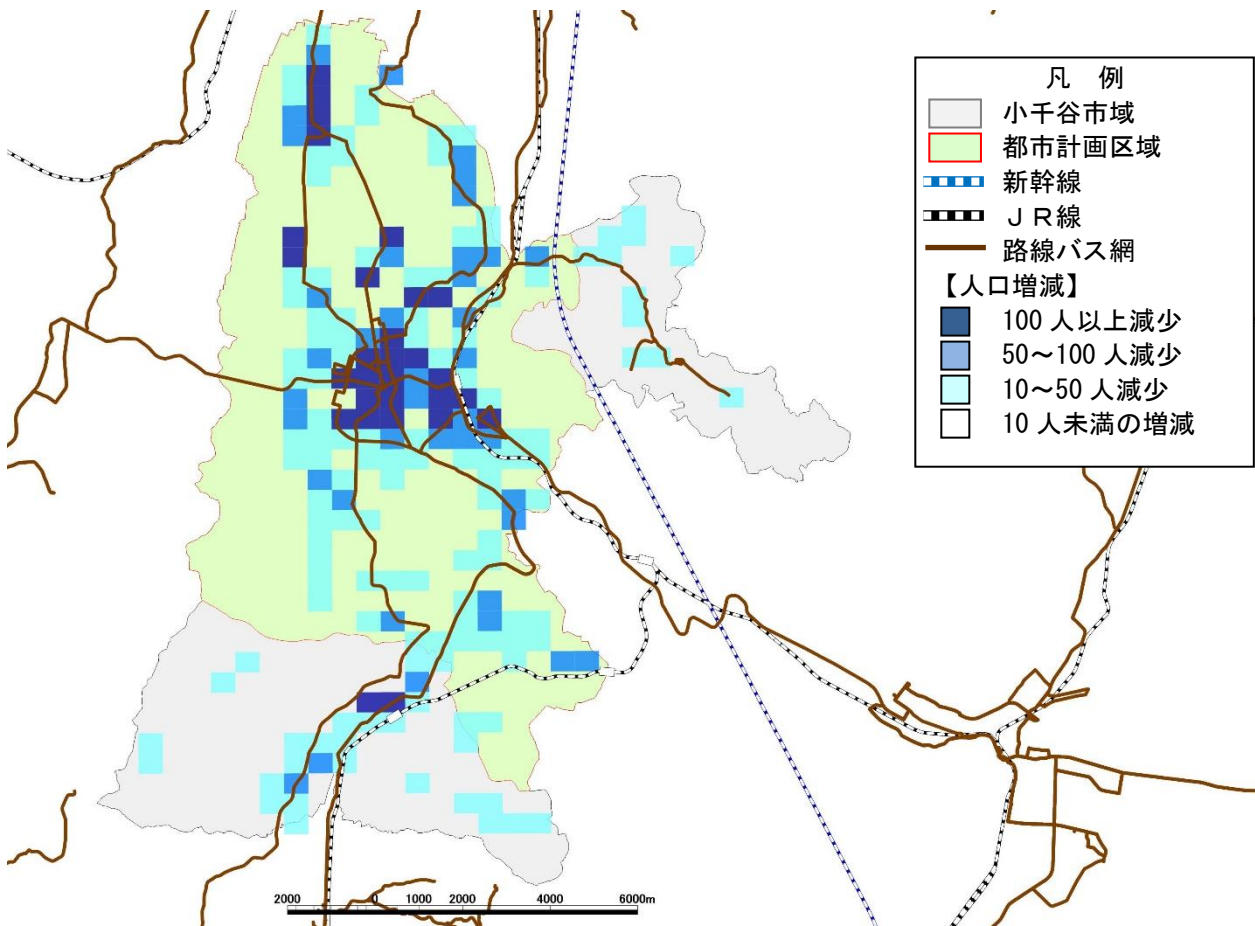 凡 例
小千谷市域
都市計画区域
新幹線
ＪＲ線
路線バス網
【人口増減】
100 人以上減少
50～100 人減少
10～50 人減少
10 人未満の増減
2000 0 1000 2000 4000 6000m